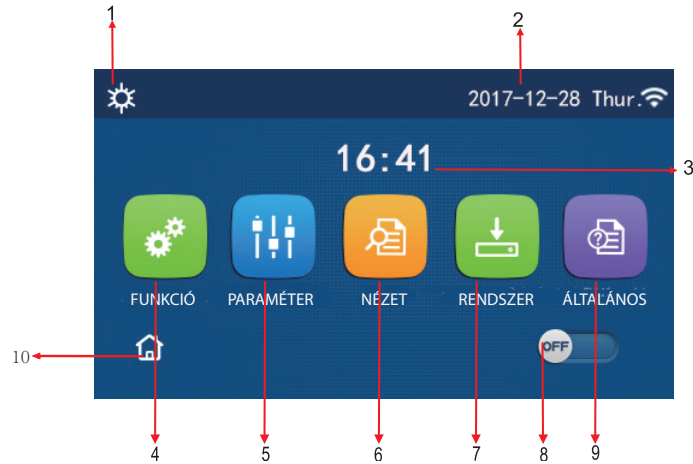 1 2
2017-12-28 Thur.
16:41
3
FUNKCIÓ PARAMÉTER NÉZET RENDSZER ÁLTALÁNOS
10
OFF
4 5 6 7 8 9